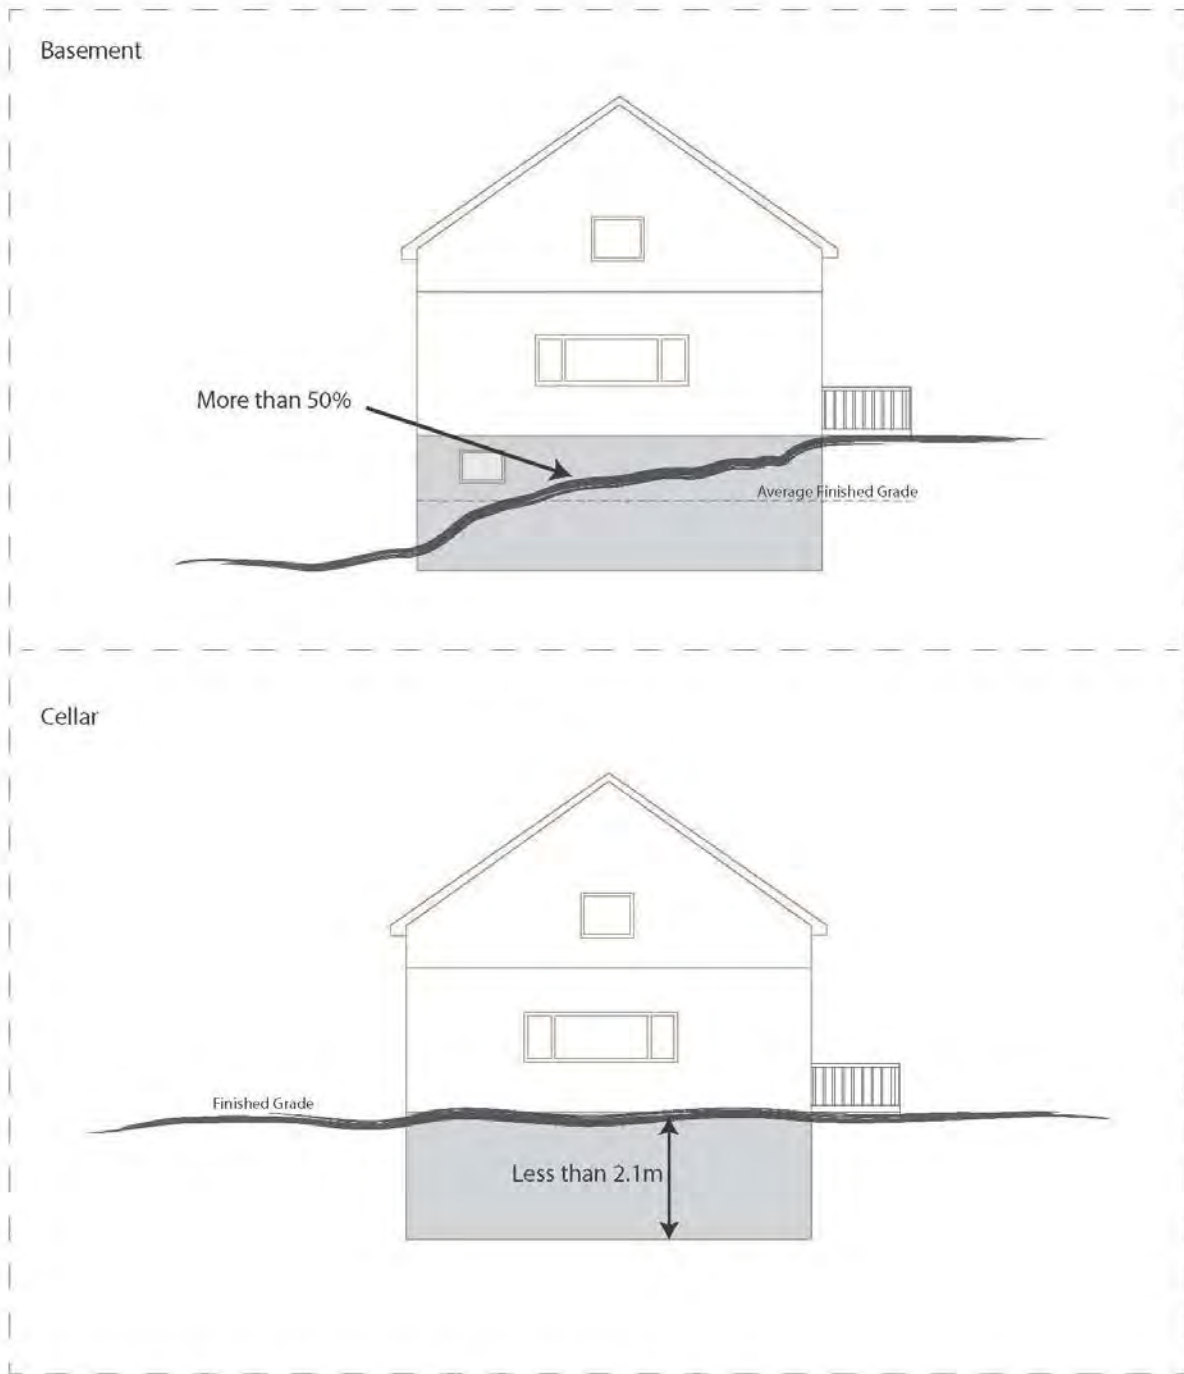 Basement
More than 50%
Average Finished Grade
Cellar
Finished Grade
Less than 2.1m